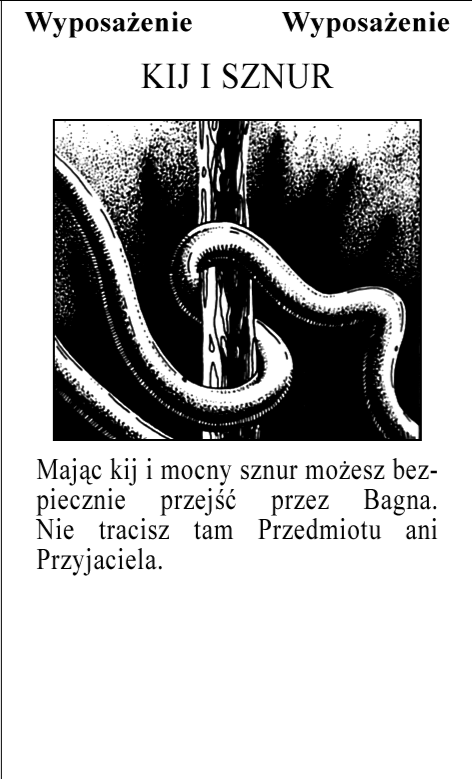 Wyposażenie Wyposażenie
KIJ I SZNUR
Mając kij i mocny sznur możesz bez-
piecznie przejść przez Bagna.
Nie tracisz tam Przedmiotu ani
Przyjaciela.